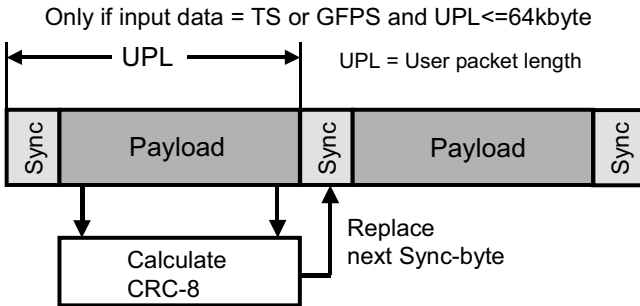 Only if input data = TS or GFPS and UPL<=64kbyte
UPL
UPL = User packet length
Sync
Payload
Sync
Payload
Sync
Replace
next Sync-byte
Calculate
CRC-8